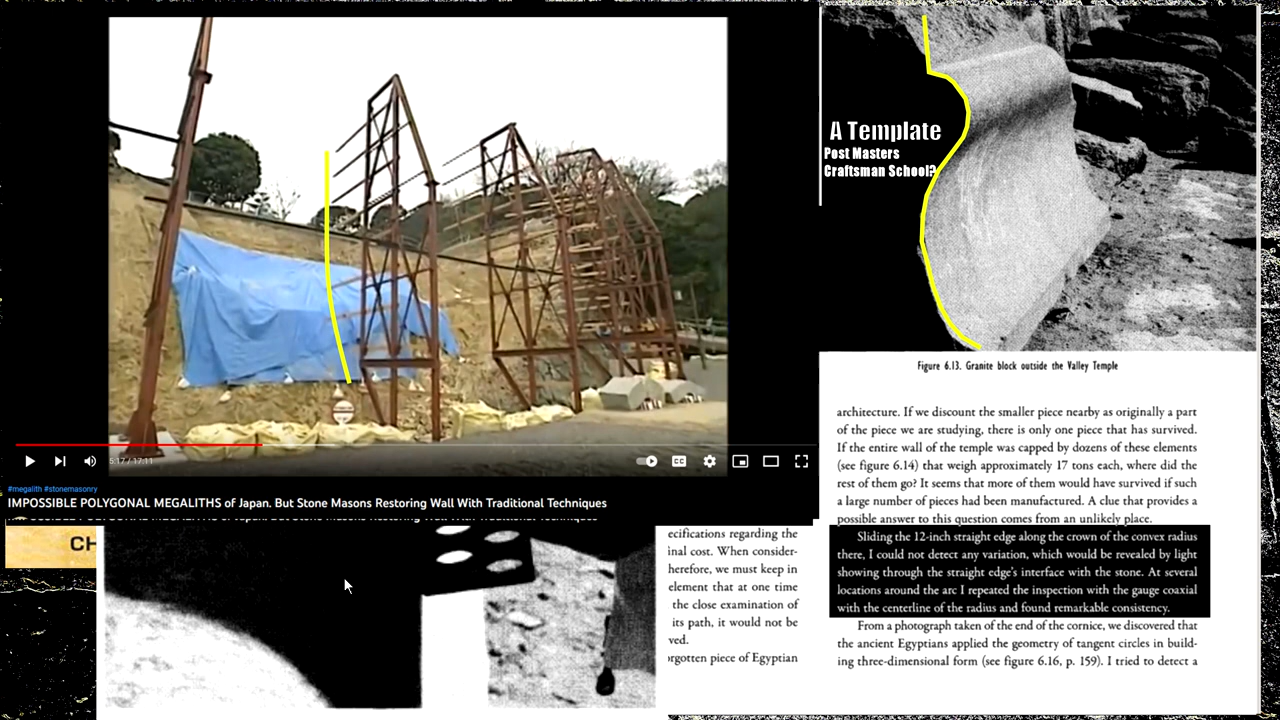 A Template
Post Masters
Craftsman School?
Figure 6.13. Granite block outside the Valley Temple
architecture. If we discount the smaller piece nearby as originally a part
of the piece we are studying, there is only one piece that has survived.
If the entire wall of the temple was capped by dozens of these elements
(see figure 6.14) that weigh approximately 17 tons each, where did the
rest of them go? It seems that more of them would have survived if such
a large number of pieces had been manufactured. A clue that provides a
possible answer to this question comes from an unlikely place.
Sliding the 12-inch straight edge along the crown of the convex radius
there, I could not detect any variation, which would be revealed by light
showing through the straight edge's interface with the stone. At several
locations around the arc I repeated the inspection with the gauge coaxial
with the centerline of the radius and found remarkable consistency.
From a photograph taken of the end of the cornice, we discovered that
the ancient Egyptians applied the geometry of tangent circles in build-
ing three-dimensional form (see figure 6.16, p. 159). I tried to detect a
5:17 / 17:11
CC
#megalith #stonemasonry
IMPOSSIBLE POLYGONAL MEGALITHS of Japan. But Stone Masons Restoring Wall With Traditional Techniques
CH
ecifications regarding the
inal cost. When consider-
herefore, we must keep in
element that at one time
the close examination of
its path, it would not be
ved.
rgotten piece of Egyptian